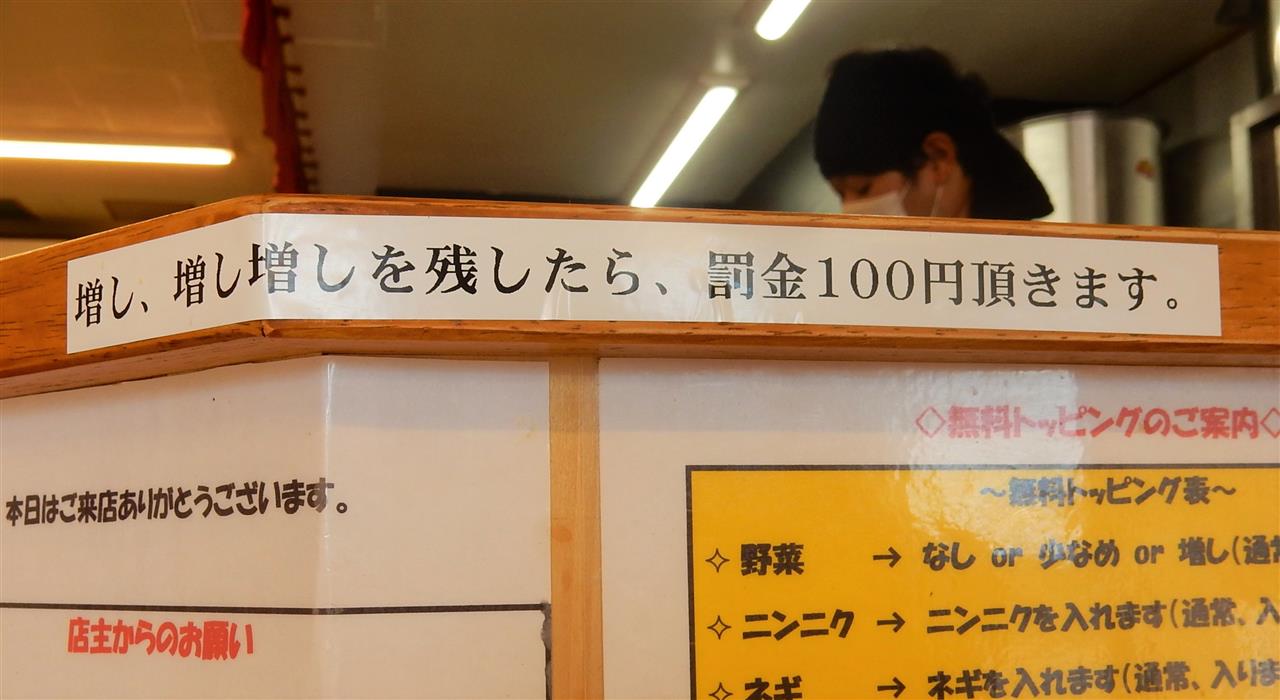 増し、増し増しを残したら、罰金100円頂きます。
本日はご来店ありがとうございます。
店主からのお願い
◇無料トッピングのご案内◇
～無料トッピング表～
✧ 野菜 → なし or 少なめ or 増し(通常
✧ ニンニク → ニンニクを入れます(通常、入
✧ ネギ → ネギを入れます(通常、入りま